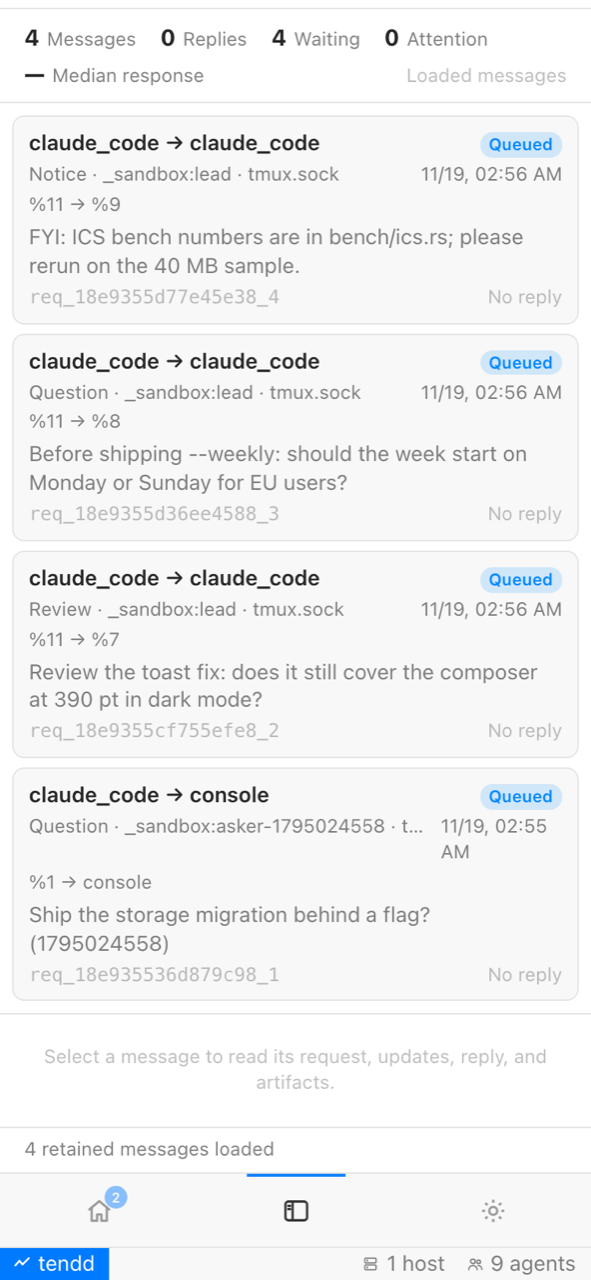 4 Messages 0 Replies 4 Waiting 0 Attention
— Median response Loaded messages
claude_code → claude_code Queued
Notice · _sandbox:lead · tmux.sock 11/19, 02:56 AM
%11 → %9
FYI: ICS bench numbers are in bench/ics.rs; please
rerun on the 40 MB sample.
req_18e9355d77e45e38_4 No reply
claude_code → claude_code Queued
Question · _sandbox:lead · tmux.sock 11/19, 02:56 AM
%11 → %8
Before shipping --weekly: should the week start on
Monday or Sunday for EU users?
req_18e9355d36ee4588_3 No reply
claude_code → claude_code Queued
Review · _sandbox:lead · tmux.sock 11/19, 02:56 AM
%11 → %7
Review the toast fix: does it still cover the composer
at 390 pt in dark mode?
req_18e9355cf755efe8_2 No reply
claude_code → console Queued
Question · _sandbox:asker-1795024558 · t... 11/19, 02:55
AM
%1 → console
Ship the storage migration behind a flag?
(1795024558)
req_18e935536d879c98_1 No reply
Select a message to read its request, updates, reply, and
artifacts.
4 retained messages loaded
2
tendd 1 host 9 agents